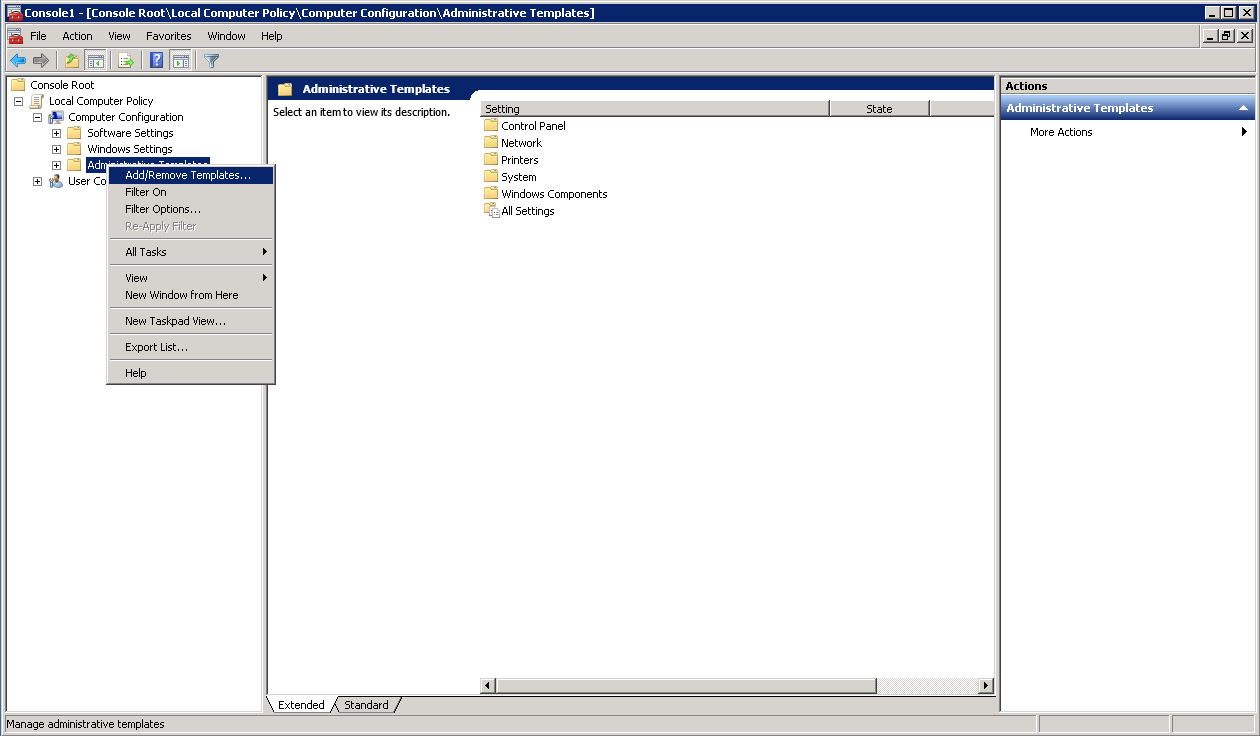 Console1 - [Console Root\Local Computer Policy\Computer Configuration\Administrative Templates]
File Action View Favorites Window Help
Console Root
Local Computer Policy
Computer Configuration
Software Settings
Windows Settings
Administrative Templates
User Co
Add/Remove Templates...
Filter On
Filter Options...
Re-Apply Filter
All Tasks
View
New Window from Here
New Taskpad View...
Export List...
Help
Administrative Templates
Select an item to view its description.
Setting State
Control Panel
Network
Printers
System
Windows Components
All Settings
Extended Standard
Actions
Administrative Templates
More Actions
Manage administrative templates